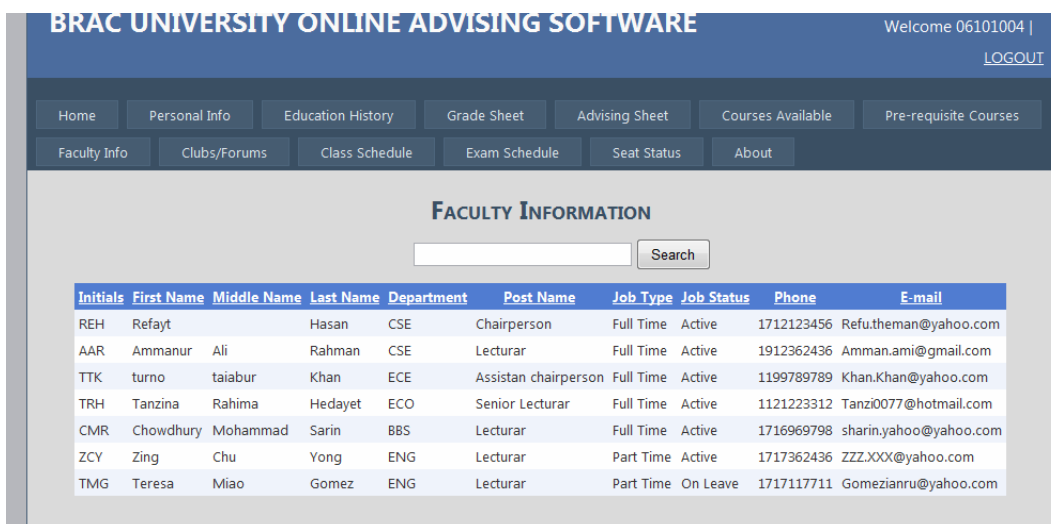 BRAC UNIVERSITY ONLINE ADVISING SOFTWARE
Welcome 06101004 |
LOGOUT
Home Personal Info Education History Grade Sheet Advising Sheet Courses Available Pre-requisite Courses
Faculty Info Clubs/Forums Class Schedule Exam Schedule Seat Status About
FACULTY INFORMATION
Search
Initials First Name Middle Name Last Name Department Post Name Job Type Job Status Phone E-mail
REH Refayt Hasan CSE Chairperson Full Time Active 1712123456 Refu.theman@yahoo.com
AAR Ammanur Ali Rahman CSE Lecturar Full Time Active 1912362436 Amman.ami@gmail.com
TTK turno taiabur Khan ECE Assistan chairperson Full Time Active 1199789789 Khan.Khan@yahoo.com
TRH Tanzina Rahima Hedayet ECO Senior Lecturar Full Time Active 1121223312 Tanzi0077@hotmail.com
CMR Chowdhury Mohammad Sarin BBS Lecturar Full Time Active 1716969798 sharin.yahoo@yahoo.com
ZCY Zing Chu Yong ENG Lecturar Part Time Active 1717362436 ZZZ.XXX@yahoo.com
TMG Teresa Miao Gomez ENG Lecturar Part Time On Leave 1717117711 Gomezianru@yahoo.com